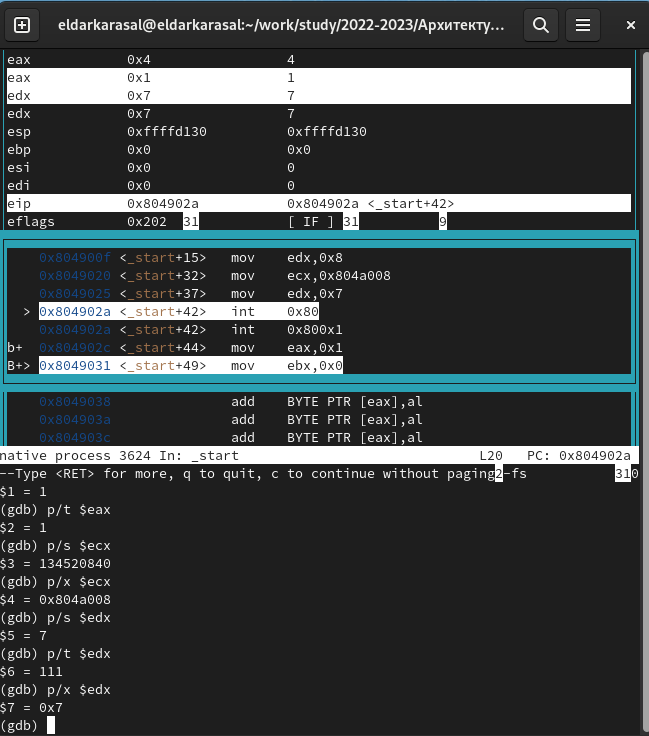 eldarkarasal@eldarkarasal:~/work/study/2022-2023/Архитекту...
eax 0x4 4
eax 0x1 1
edx 0x7 7
edx 0x7 7
esp 0xffffd130 0xffffd130
ebp 0x0 0x0
esi 0x0 0
edi 0x0 0
eip 0x804902a 0x804902a <_start+42>
eflags 0x202 31 [ IF ] 31 9
0x804900f <_start+15> mov edx,0x8
0x8049020 <_start+32> mov ecx,0x804a008
0x8049025 <_start+37> mov edx,0x7
> 0x804902a <_start+42> int 0x80
0x804902a <_start+42> int 0x800x1
b+ 0x804902c <_start+44> mov eax,0x1
B+> 0x8049031 <_start+49> mov ebx,0x0
0x8049038 add BYTE PTR [eax],al
0x804903a add BYTE PTR [eax],al
0x804903c add BYTE PTR [eax],al
native process 3624 In: _start L20 PC: 0x804902a
--Type <RET> for more, q to quit, c to continue without paging2-fs 310
$1 = 1
(gdb) p/t $eax
$2 = 1
(gdb) p/s $ecx
$3 = 134520840
(gdb) p/x $ecx
$4 = 0x804a008
(gdb) p/s $edx
$5 = 7
(gdb) p/t $edx
$6 = 111
(gdb) p/x $edx
$7 = 0x7
(gdb)